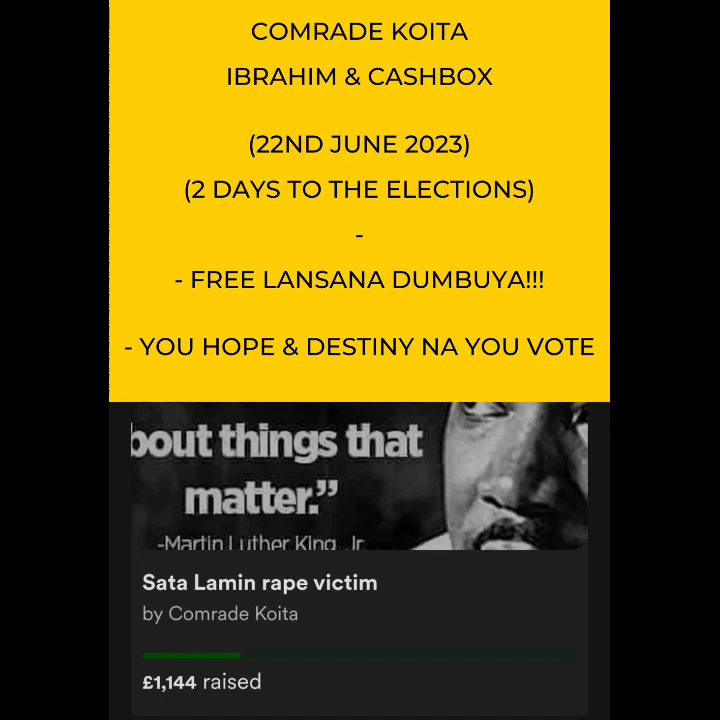 COMRADE KOITA
IBRAHIM & CASHBOX
(22ND JUNE 2023)
(2 DAYS TO THE ELECTIONS)
-
- FREE LANSANA DUMBUYA!!!
- YOU HOPE & DESTINY NA YOU VOTE
bout things that
matter.”
-Martin Luther King, Jr
Sata Lamin rape victim
by Comrade Koita
£1,144 raised